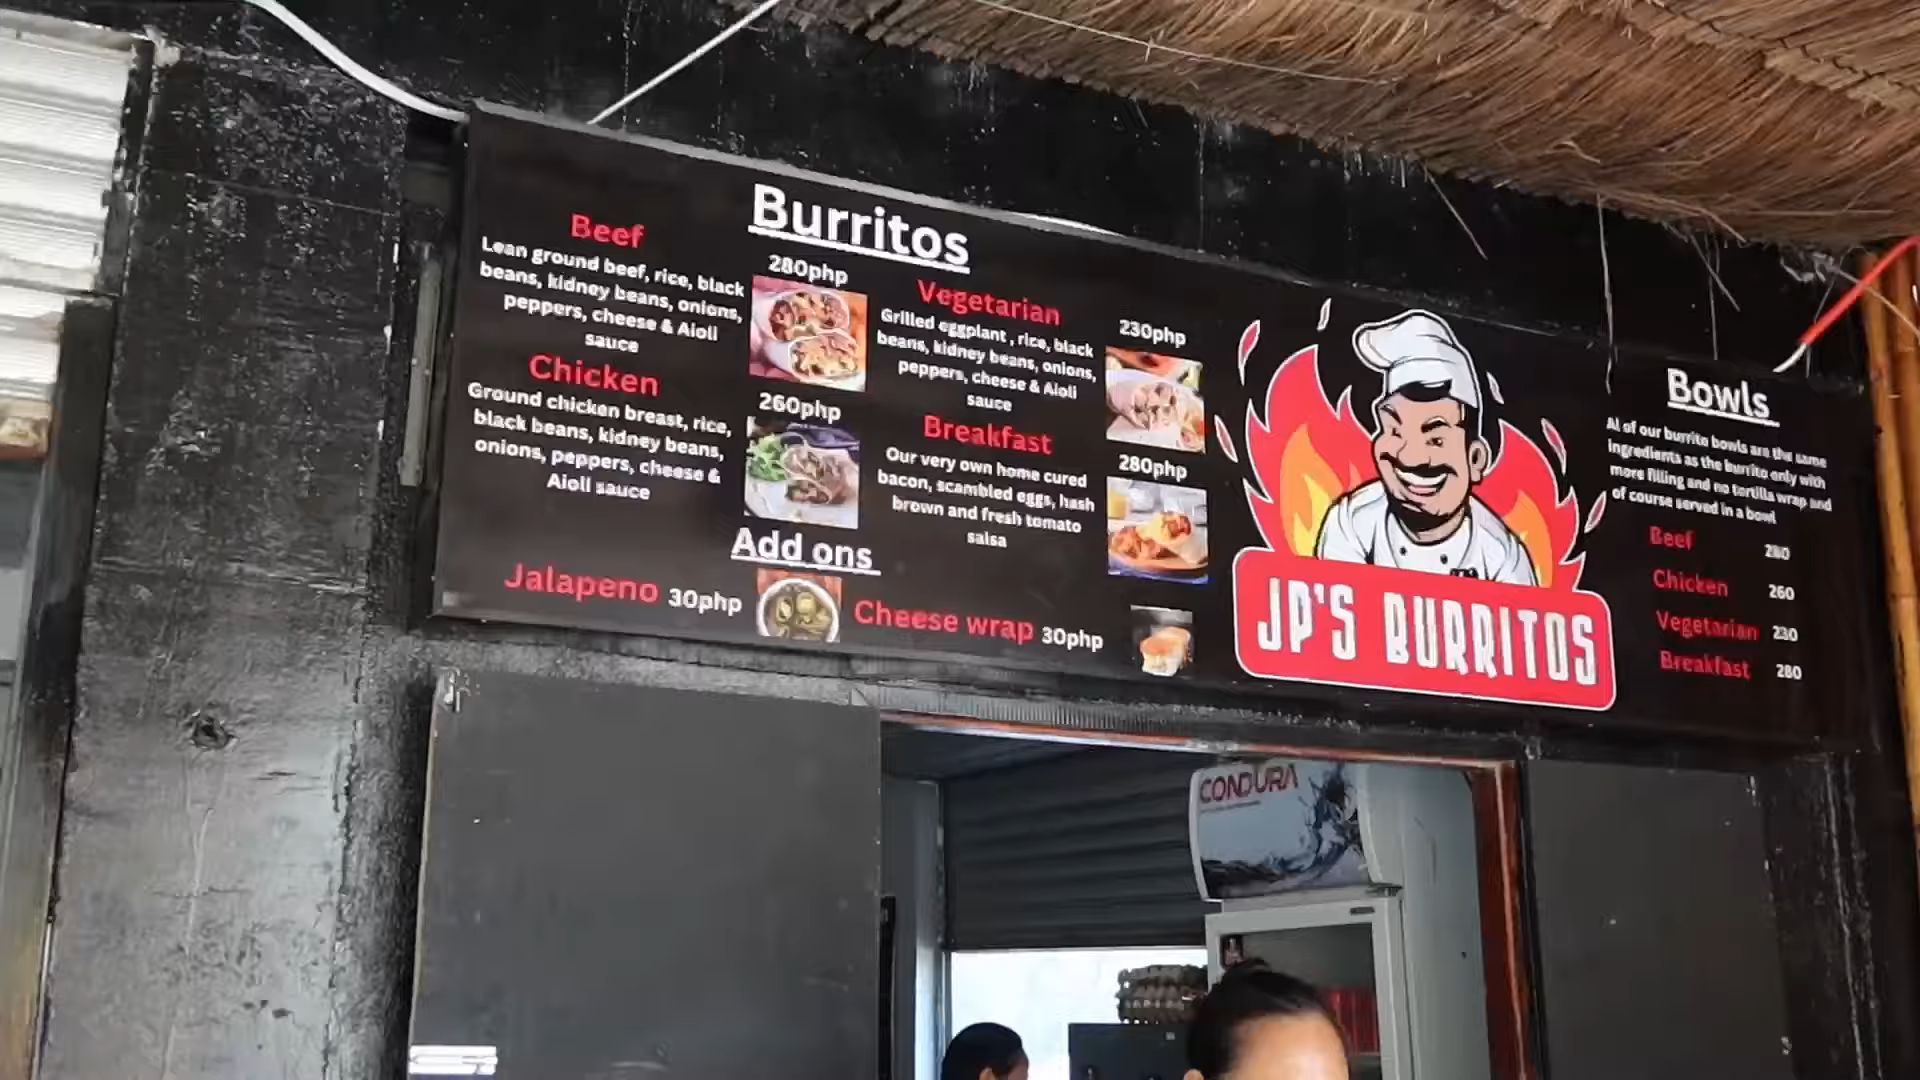 Burritos
Beef
280php
Lean ground beef, rice, black
beans, kidney beans, onions,
peppers, cheese & Aioli
sauce
Chicken
260php
Ground chicken breast, rice,
black beans, kidney beans,
onions, peppers, cheese &
Aioli sauce
Vegetarian
230php
Grilled eggplant , rice, black
beans, kidney beans, onions,
peppers, cheese & Aioli
sauce
Breakfast
280php
Our very own home cured
bacon, scambled eggs, hash
brown and fresh tomato
salsa
Add ons
Jalapeno 30php
Cheese wrap 30php
JP'S BURRITOS
Bowls
Al of our burrito bowls are the same
ingredients as the burrito only with
more filling and no tortilla wrap and
of course served in a bowl
Beef 280
Chicken 260
Vegetarian 230
Breakfast 280
CONDURA